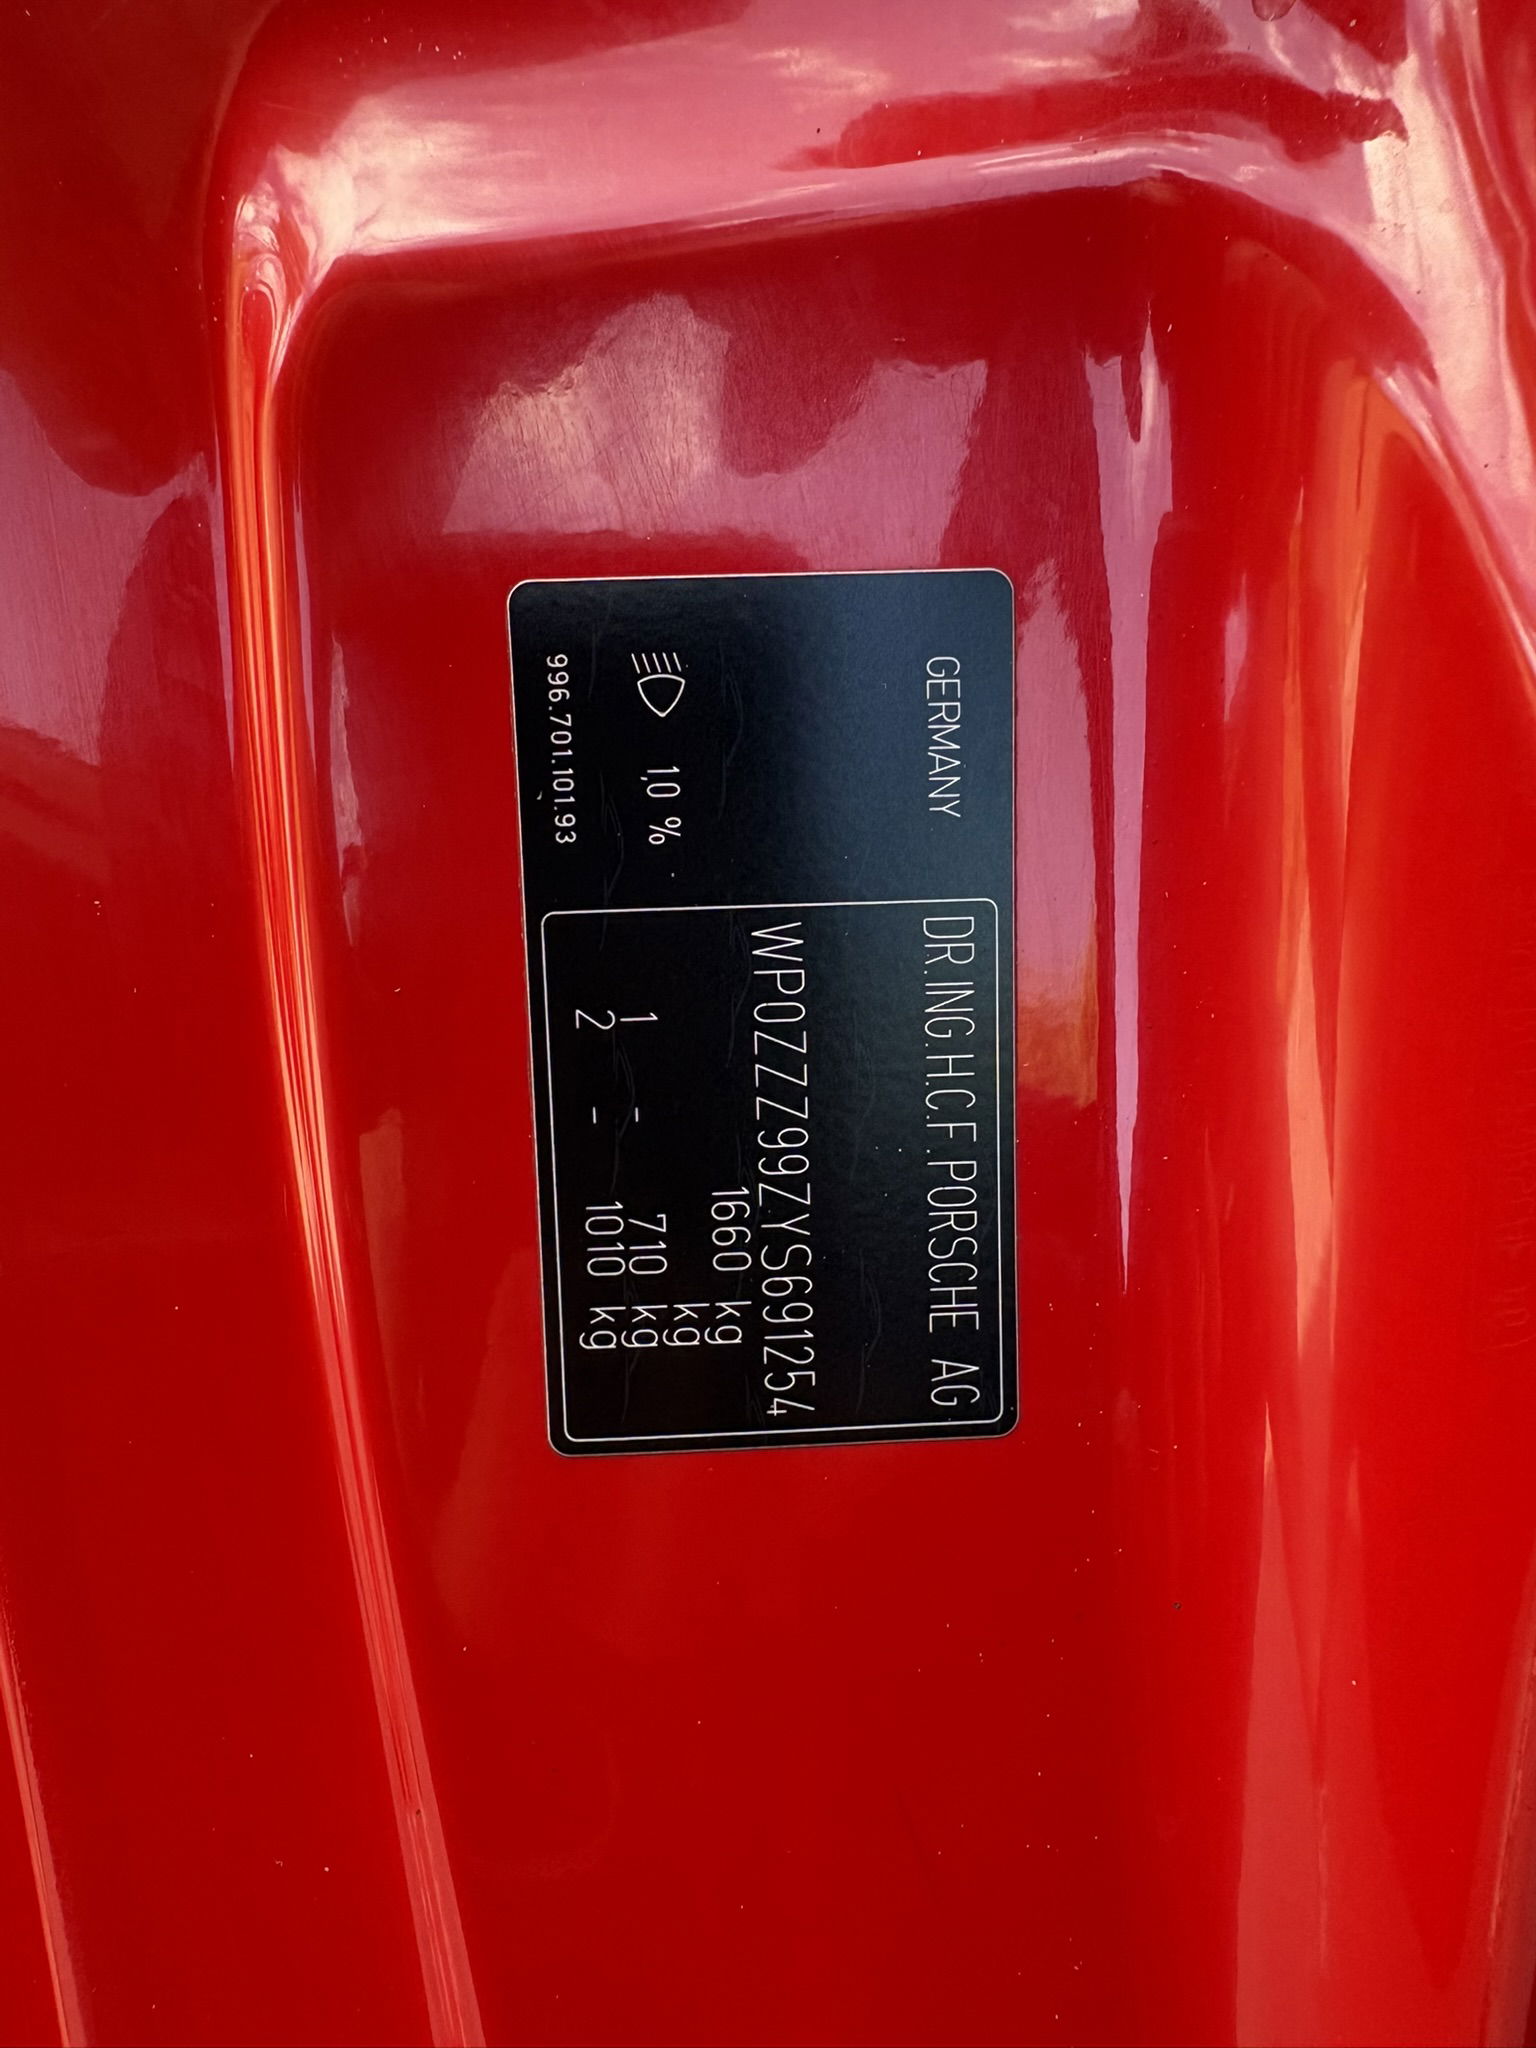 GERMANY
1,0 %
996.701.101.93
DR.ING.H.C.F.PORSCHE AG
WP0ZZZ99ZYS691254
1660 kg
kg
1 - 710 kg
2 - 1010 kg